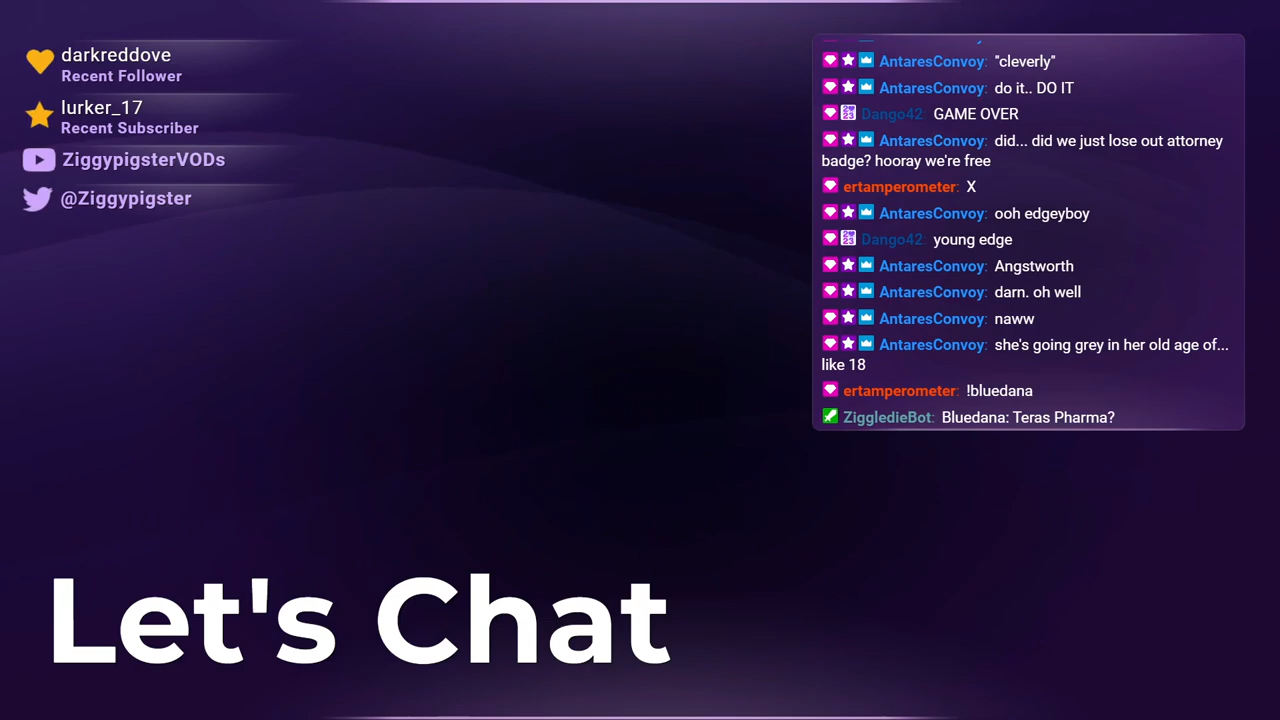 darkreddove
Recent Follower
lurker_17
Recent Subscriber
ZiggypigsterVODs
@Ziggypigster
AntaresConvoy: "cleverly"
AntaresConvoy: do it.. DO IT
Dango42: GAME OVER
AntaresConvoy: did... did we just lose out attorney
badge? hooray we're free
ertamperometer: X
AntaresConvoy: ooh edgeyboy
Dango42: young edge
AntaresConvoy: Angstworth
AntaresConvoy: darn. oh well
AntaresConvoy: naww
AntaresConvoy: she's going grey in her old age of...
like 18
ertamperometer: !bluedana
ZiggledieBot: Bluedana: Teras Pharma?
Let's Chat